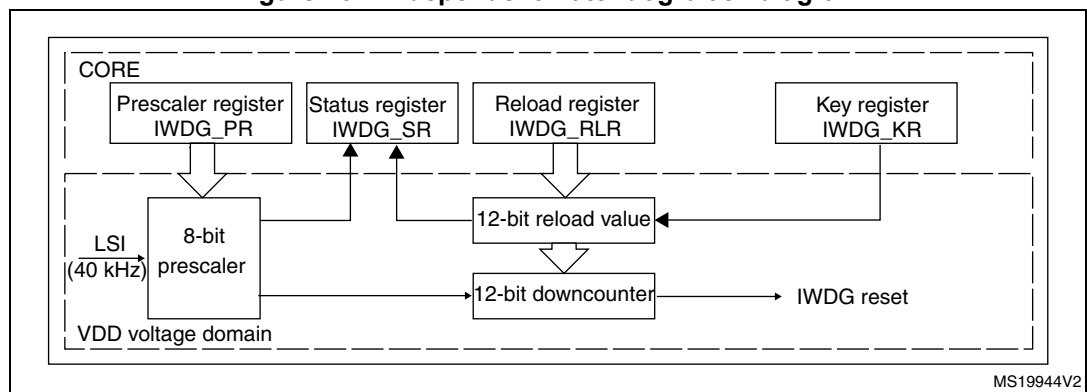 CORE
Prescaler register
IWDG_PR
Status register
IWDG_SR
Reload register
IWDG_RLR
Key register
IWDG_KR
LSI
(40 kHz)
8-bit
prescaler
12-bit reload value
12-bit downcounter
IWDG reset
VDD voltage domain
MS19944V2